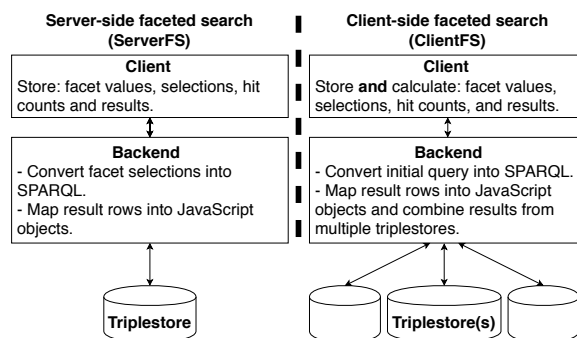 Server-side faceted search
(ServerFS)
Client
Store: facet values, selections, hit
counts and results.
Backend
- Convert facet selections into
SPARQL.
- Map result rows into JavaScript
objects.
Triplestore
Client-side faceted search
(ClientFS)
Client
Store and calculate: facet values,
selections, hit counts, and results.
Backend
- Convert initial query into SPARQL.
- Map result rows into JavaScript
objects and combine results from
multiple triplestores.
Triplestore(s)